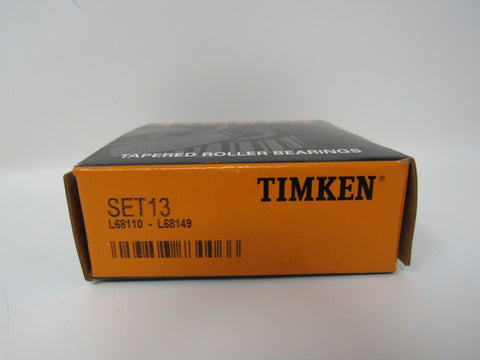 TAPERED ROLLER BEARINGS
SET13
TIMKEN®
L68110 - L68149